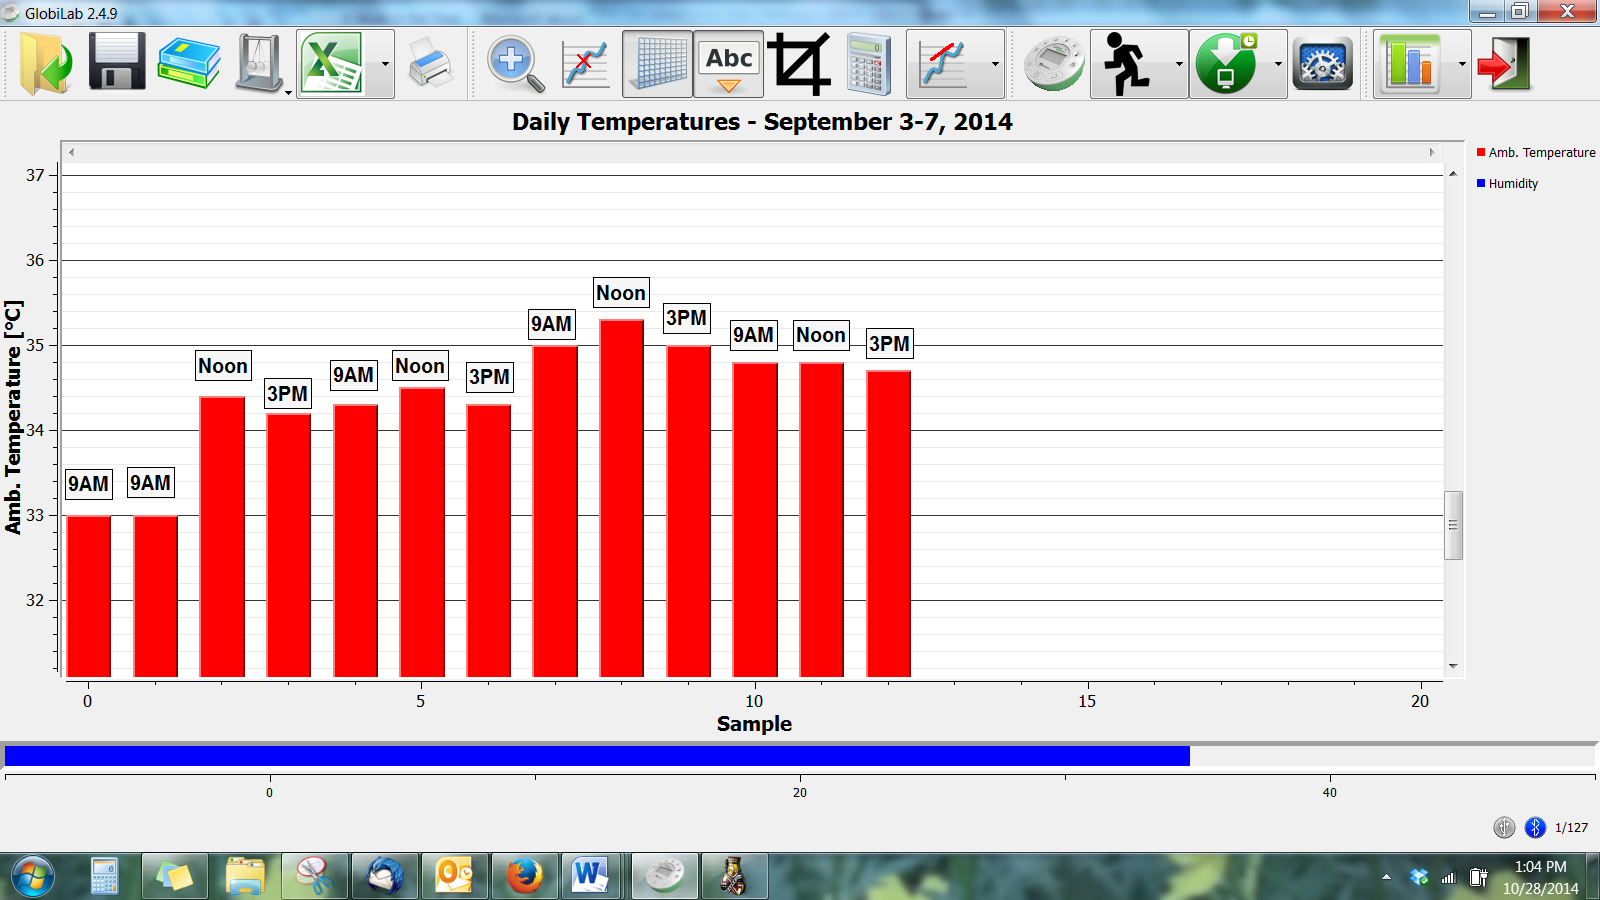 GlobiLab 2.4.9
Abc
Daily Temperatures - September 3-7, 2014
Amb. Temperature
Humidity
Amb. Temperature [°C]
37
36
35
34
33
32
9AM
9AM
Noon
3PM
9AM
Noon
3PM
9AM
Noon
3PM
9AM
Noon
3PM
0 5 10 15 20
Sample
0 20 40
1/127
1:04 PM
10/28/2014